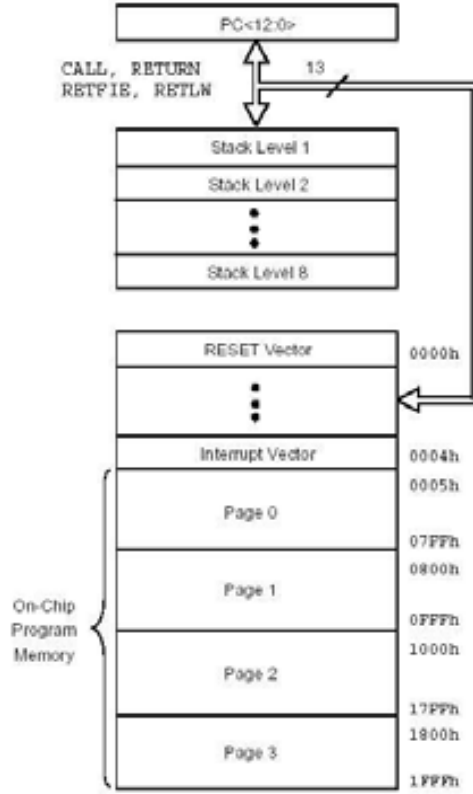 PC<12:0>
CALL, RETURN
RETFIE, RETLW
13
Stack Level 1
Stack Level 2
Stack Level 8
RESET Vector
0000h
Interrupt Vector
0004h
0005h
Page 0
07FFh
0800h
Page 1
On-Chip
Program
Memory
0FFFh
1000h
Page 2
17FFh
1800h
Page 3
1FFFh